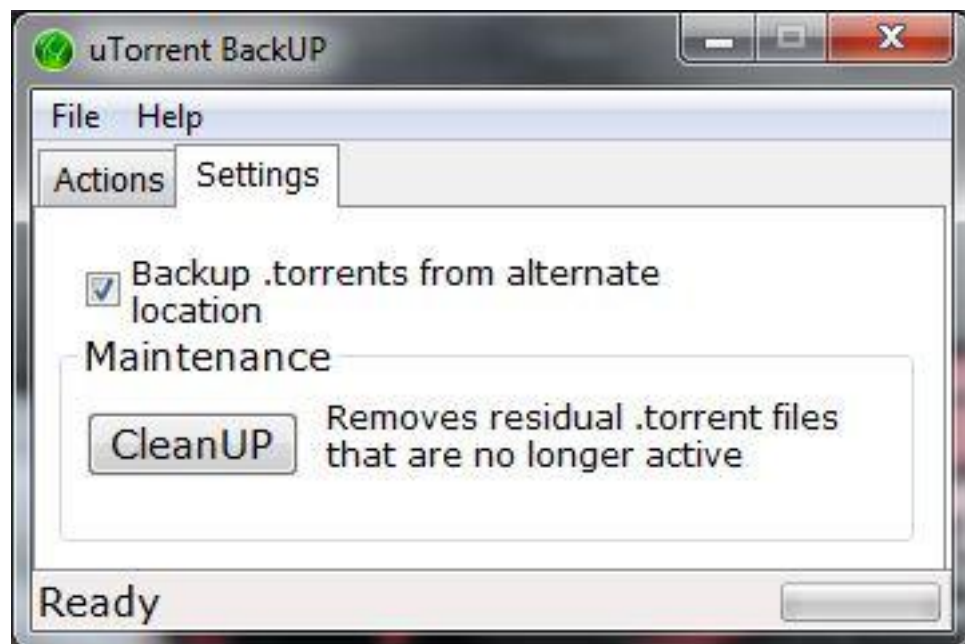 uTorrent BackUP
File Help
Actions Settings
Backup .torrents from alternate
location
Maintenance
CleanUP
Removes residual .torrent files
that are no longer active
Ready